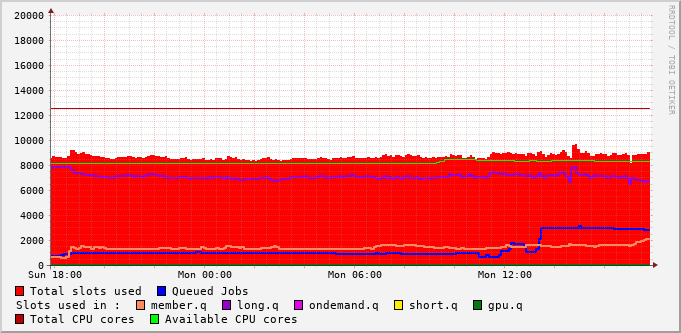 20000
18000
16000
14000
12000
10000
8000
6000
4000
2000
0
Sun 18:00 Mon 00:00 Mon 06:00 Mon 12:00
RRDTOOL / TOBI OETIKER
Total slots used Queued Jobs
Slots used in : member.q long.q ondemand.q short.q gpu.q
Total CPU cores Available CPU cores